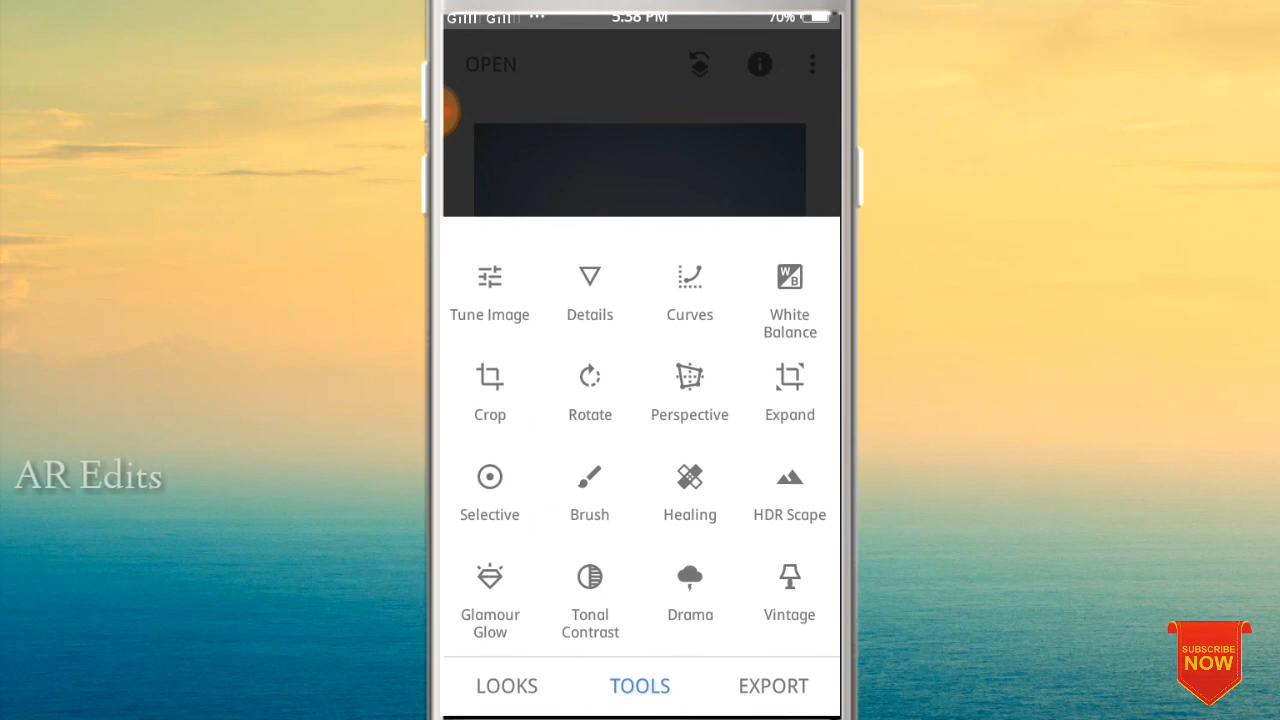 5:38 PM
70%
OPEN
Tune Image
Details
Curves
White
Balance
Crop
Rotate
Perspective
Expand
Selective
Brush
Healing
HDR Scape
Glamour
Glow
Tonal
Contrast
Drama
Vintage
LOOKS
TOOLS
EXPORT
AR Edits
SUBSCRIBE
NOW